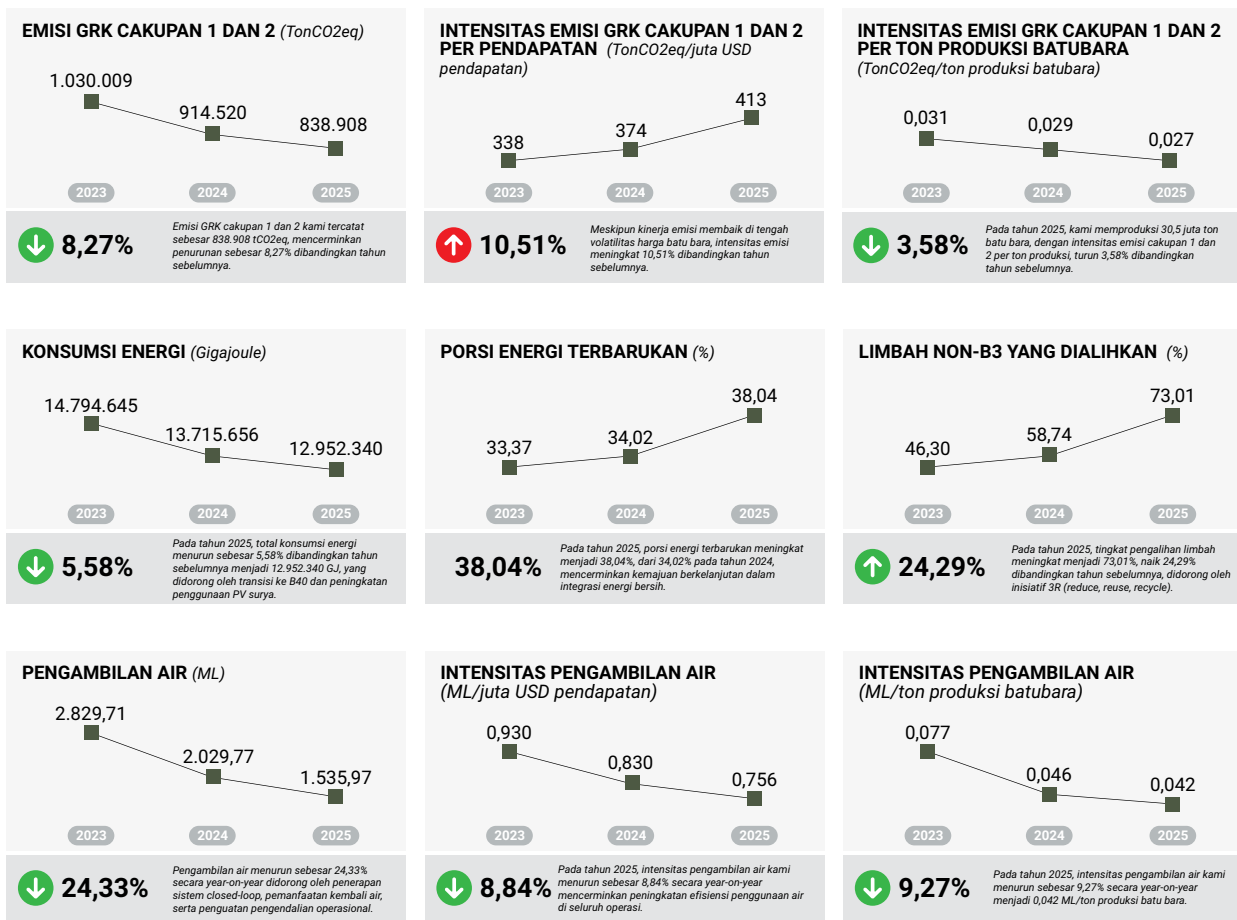 EMISI GRK CAKUPAN 1 DAN 2 (TonCO2eq)
1.030.009
914.520
838.908
2023
2024
2025
8,27%
Emisi GRK cakupan 1 dan 2 kami tercatat
sebesar 838.908 tCO2eq, mencerminkan
penurunan sebesar 8,27% dibandingkan tahun
sebelumnya.
INTENSITAS EMISI GRK CAKUPAN 1 DAN 2
PER PENDAPATAN (TonCO2eq/juta USD
pendapatan)
338
374
413
2023
2024
2025
10,51%
Meskipun kinerja emisi membaik di tengah
volatilitas harga batu bara, intensitas emisi
meningkat 10,51% dibandingkan tahun
sebelumnya.
INTENSITAS EMISI GRK CAKUPAN 1 DAN 2
PER TON PRODUKSI BATUBARA
(TonCO2eq/ton produksi batubara)
0,031
0,029
0,027
2023
2024
2025
3,58%
Pada tahun 2025, kami memproduksi 30,5 juta ton
batu bara, dengan intensitas emisi cakupan 1 dan
2 per ton produksi, turun 3,58% dibandingkan
tahun sebelumnya.
KONSUMSI ENERGI (Gigajoule)
14.794.645
13.715.656
12.952.340
2023
2024
2025
5,58%
Pada tahun 2025, total konsumsi energi
menurun sebesar 5,58% dibandingkan tahun
sebelumnya menjadi 12.952.340 GJ, yang
didorong oleh transisi ke B40 dan peningkatan
penggunaan PV surya.
PORSI ENERGI TERBARUKAN (%)
33,37
34,02
38,04
2023
2024
2025
38,04%
Pada tahun 2025, porsi energi terbarukan meningkat
menjadi 38,04%, dari 34,02% pada tahun 2024,
mencerminkan kemajuan berkelanjutan dalam
integrasi energi bersih.
LIMBAH NON-B3 YANG DIALIHKAN (%)
46,30
58,74
73,01
2023
2024
2025
24,29%
Pada tahun 2025, tingkat pengalihan limbah
meningkat menjadi 73,01%, naik 24,29%
dibandingkan tahun sebelumnya, didorong oleh
inisiatif 3R (reduce, reuse, recycle).
PENGAMBILAN AIR (ML)
2.829,71
2.029,77
1.535,97
2023
2024
2025
24,33%
Pengambilan air menurun sebesar 24,33%
secara year-on-year didorong oleh penerapan
sistem closed-loop, pemanfaatan kembali air,
serta penguatan pengendalian operasional.
INTENSITAS PENGAMBILAN AIR
(ML/juta USD pendapatan)
0,930
0,830
0,756
2023
2024
2025
8,84%
Pada tahun 2025, intensitas pengambilan air kami
menurun sebesar 8,84% secara year-on-year
mencerminkan peningkatan efisiensi penggunaan air
di seluruh operasi.
INTENSITAS PENGAMBILAN AIR
(ML/ton produksi batubara)
0,077
0,046
0,042
2023
2024
2025
9,27%
Pada tahun 2025, intensitas pengambilan air kami
menurun sebesar 9,27% secara year-on-year
menjadi 0,042 ML/ton produksi batu bara.